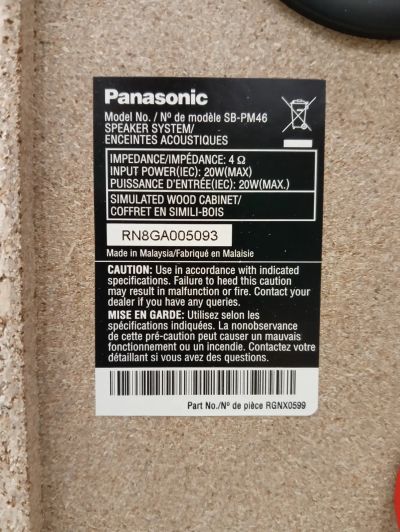 Panasonic
Model No. / Nº de modèle SB-PM46
SPEAKER SYSTEM/
ENCEINTES ACOUSTIQUES
IMPEDANCE/IMPÉDANCE: 4 Ω
INPUT POWER(IEC): 20W(MAX)
PUISSANCE D'ENTRÉE(IEC): 20W(MAX.)
SIMULATED WOOD CABINET/
COFFRET EN SIMILI-BOIS
RN8GA005093
Made in Malaysia/Fabriqué en Malaisie
CAUTION: Use in accordance with indicated
specifications. Failure to heed this caution
may result in malfunction or fire. Contact your
dealer if you have any queries.
MISE EN GARDE: Utilisez selon les
spécifications indiquées. La nonobservance
de cette précaution peut causer un mauvais
fonctionnement ou un incendie. Contactez votre
détaillant si vous avez des questions.
Part No./Nº de pièce RGNX0599